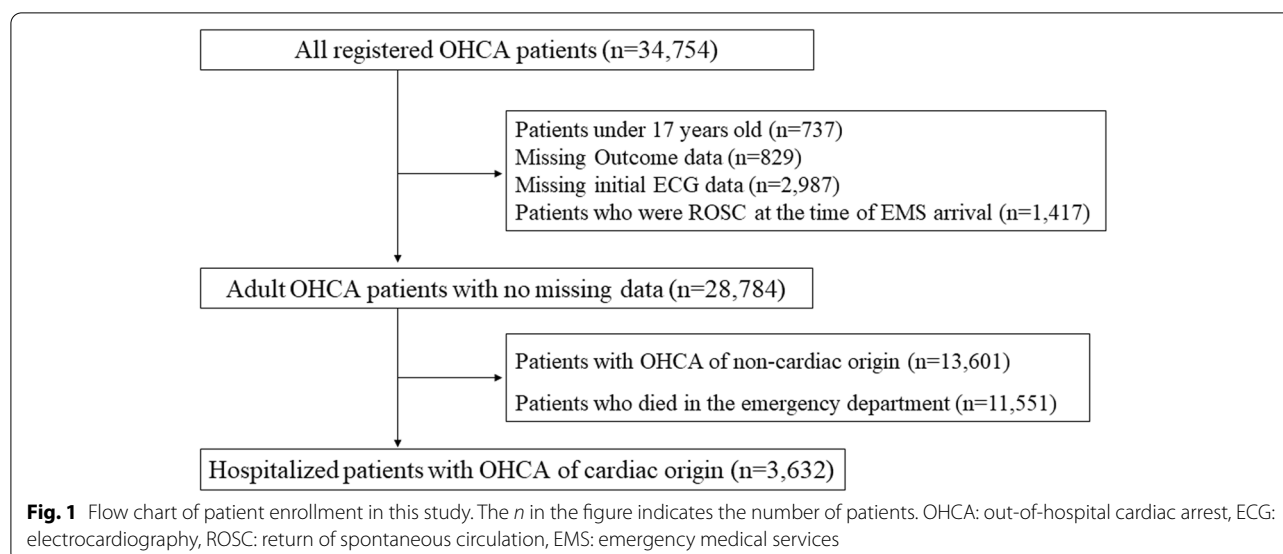 All registered OHCA patients (n=34,754)
Patients under 17 years old (n=737)
Missing Outcome data (n=829)
Missing initial ECG data (n=2,987)
Patients who were ROSC at the time of EMS arrival (n=1,417)
Adult OHCA patients with no missing data (n=28,784)
Patients with OHCA of non-cardiac origin (n=13,601)
Patients who died in the emergency department (n=11,551)
Hospitalized patients with OHCA of cardiac origin (n=3,632)
Fig. 1 Flow chart of patient enrollment in this study. The n in the figure indicates the number of patients. OHCA: out-of-hospital cardiac arrest, ECG:
electrocardiography, ROSC: return of spontaneous circulation, EMS: emergency medical services